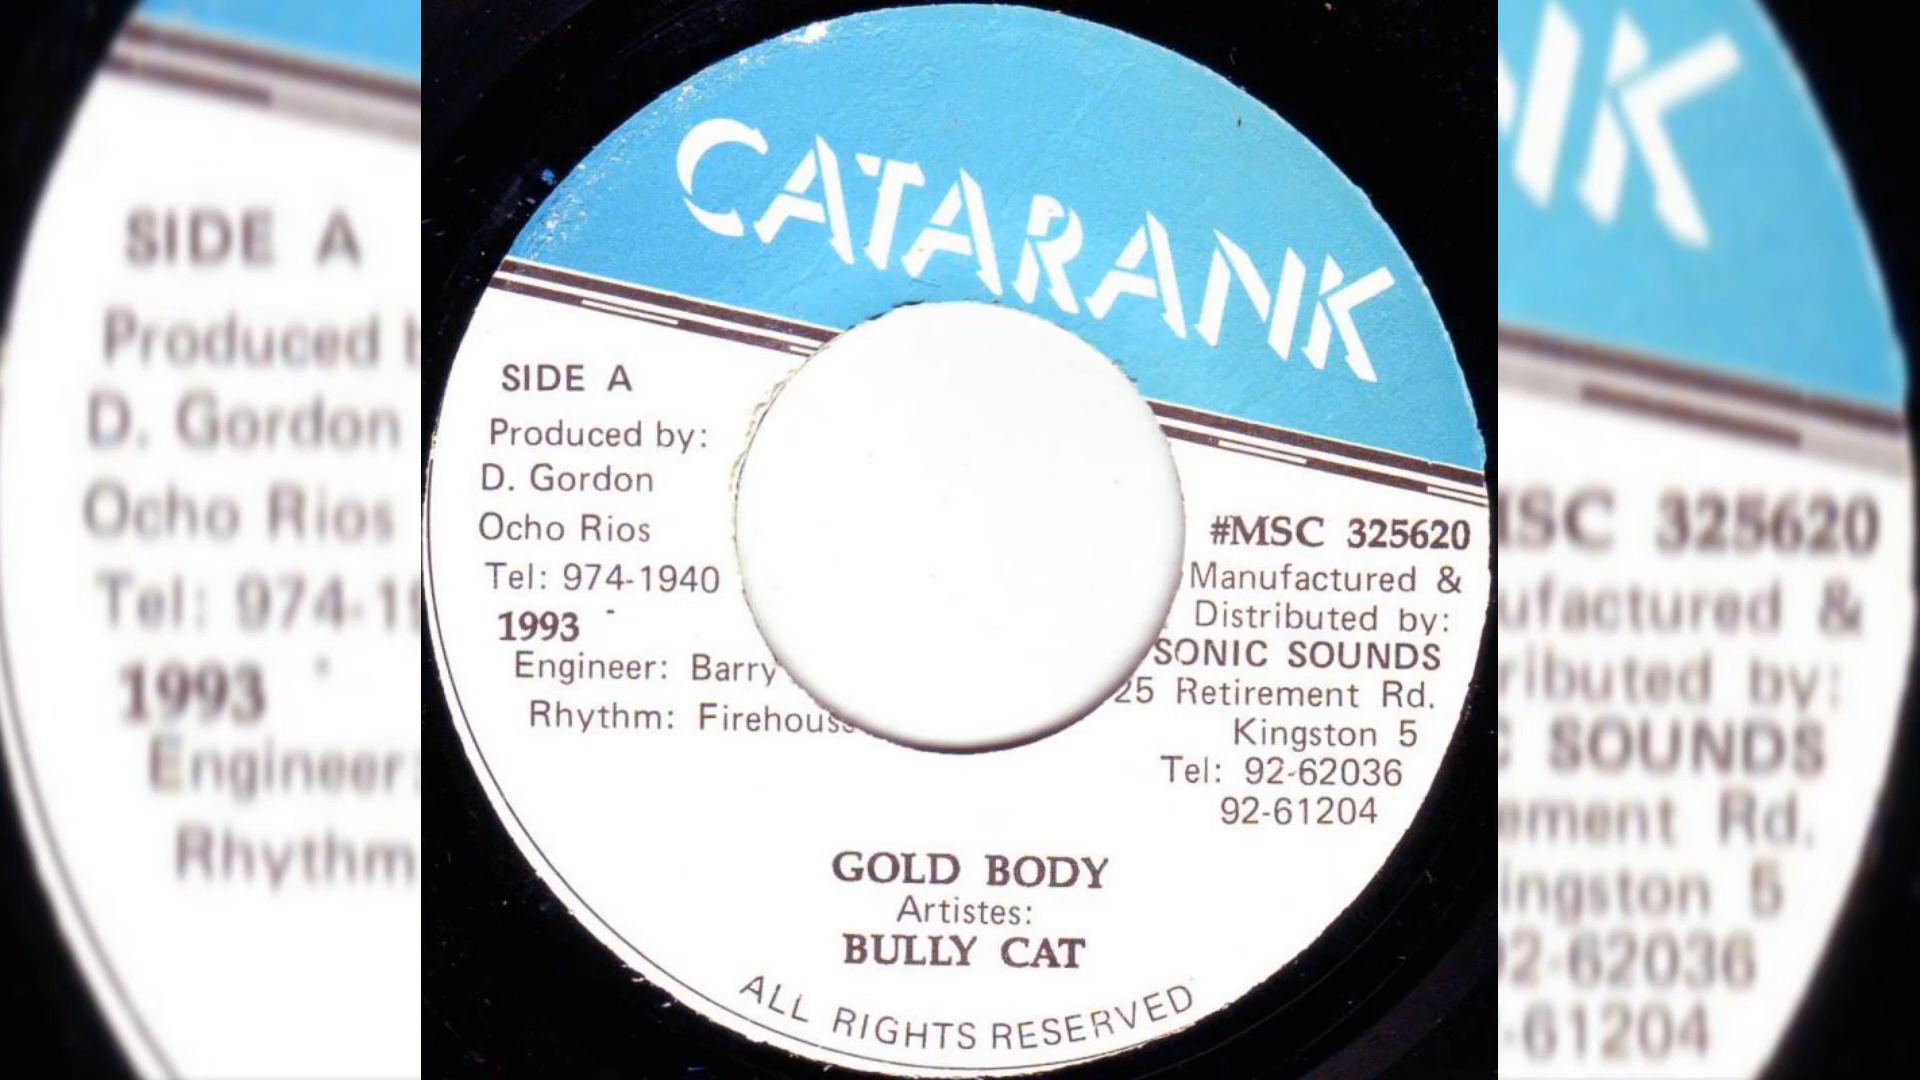 CATARANK
SIDE A
Produced by:
D. Gordon
Ocho Rios
Tel: 974-1940
1993
Engineer: Barry
Rhythm: Firehouse
#MSC 325620
Manufactured &
Distributed by:
SONIC SOUNDS
25 Retirement Rd.
Kingston 5
Tel: 92-62036
92-61204
GOLD BODY
Artistes:
BULLY CAT
ALL RIGHTS RESERVED